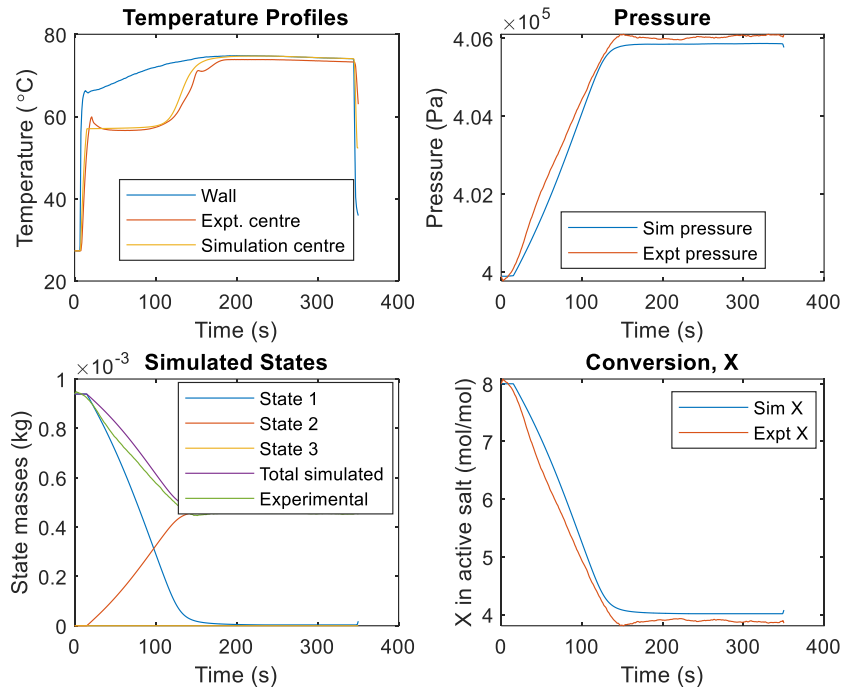 Temperature Profiles
80
60
40
20
0
100
200
300
400
Temperature (°C)
Time (s)
Wall
Expt. centre
Simulation centre
Pressure
×10⁵
4.06
4.04
4.02
4
0
100
200
300
400
Pressure (Pa)
Time (s)
Sim pressure
Expt pressure
Simulated States
×10⁻³
1
0.8
0.6
0.4
0.2
0
0
100
200
300
400
State masses (kg)
Time (s)
State 1
State 2
State 3
Total simulated
Experimental
Conversion, X
8
7
6
5
4
0
100
200
300
400
X in active salt (mol/mol)
Time (s)
Sim X
Expt X